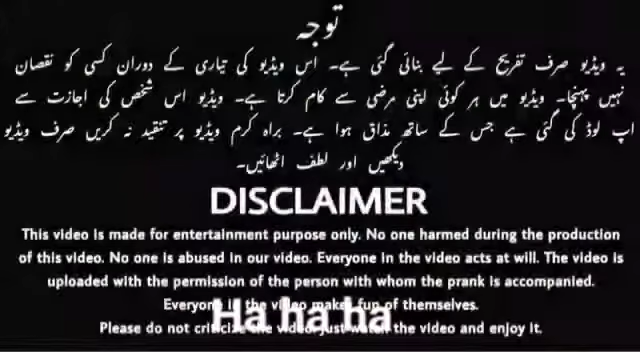 توجہ
یہ ویڈیو صرف تفریح کے لیے بنائی گئی ہے۔ اس ویڈیو کی تیاری کے دوران کسی کو نقصان
نہیں پہنچا۔ ویڈیو میں ہر کوئی اپنی مرضی سے کام کرتا ہے۔ ویڈیو اس شخص کی اجازت سے
اپ لوڈ کی گئی ہے جس کے ساتھ مذاق ہوا ہے۔ براہ کرم ویڈیو پر تنقید نہ کریں صرف ویڈیو
دیکھیں اور لطف اٹھائیں۔
DISCLAIMER
This video is made for entertainment purpose only. No one harmed during the production
of this video. No one is abused in our video. Everyone in the video acts at will. The video is
uploaded with the permission of the person with whom the prank is accompanied.
Everyone in the video makes fun of themselves.
Ha ha ha
Please do not criticize the video just watch the video and enjoy it.